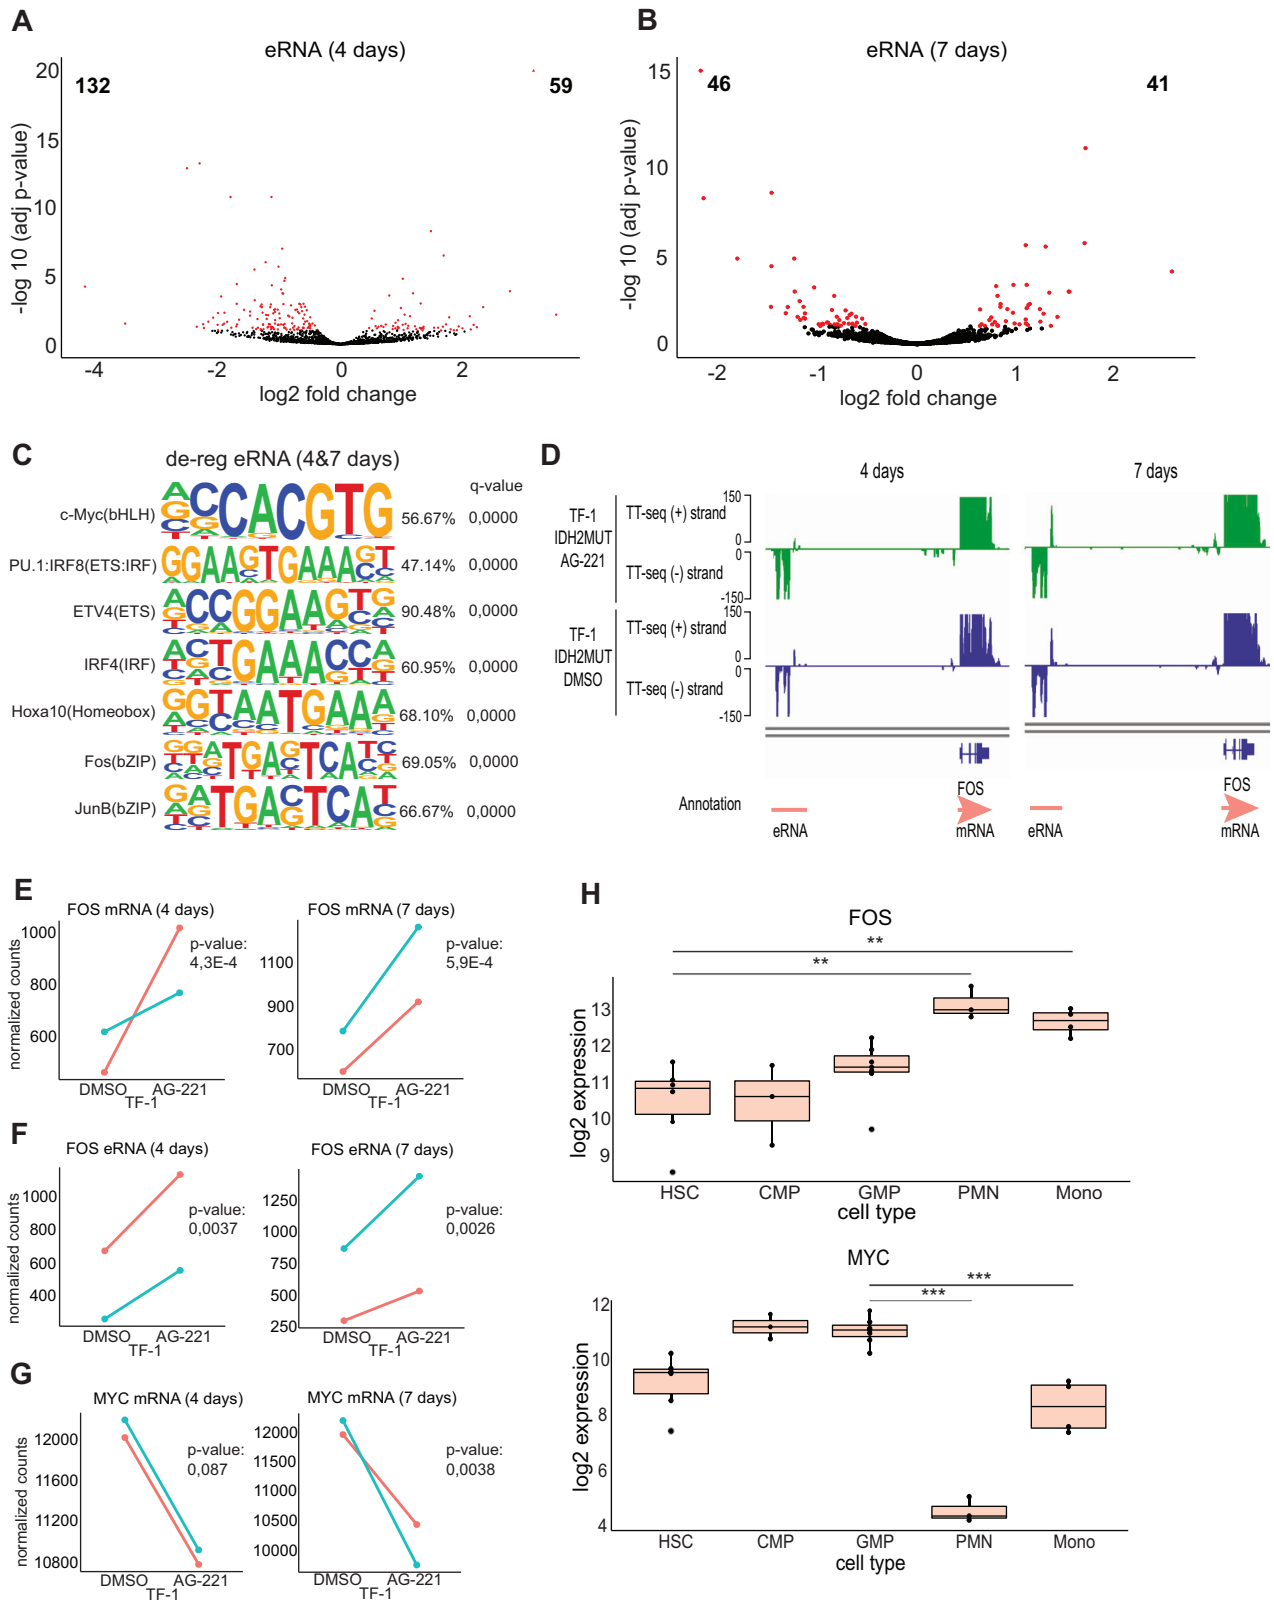 A
eRNA (4 days)
132
59
20
15
10
5
0
-log 10 (adj p-value)
-4
-2
0
2
log2 fold change
B
eRNA (7 days)
46
41
15
10
5
0
-log 10 (adj p-value)
-2
-1
0
1
2
log2 fold change
C
de-reg eRNA (4&7 days)
q-value
c-Myc(bHLH)
56.67%
0,0000
PU.1:IRF8(ETS:IRF)
47.14%
0,0000
ETV4(ETS)
90.48%
0,0000
IRF4(IRF)
60.95%
0,0000
Hoxa10(Homeobox)
68.10%
0,0000
Fos(bZIP)
69.05%
0,0000
JunB(bZIP)
66.67%
0,0000
D
4 days
7 days
TF-1
IDH2MUT
AG-221
TT-seq (+) strand
TT-seq (-) strand
150
0
0
-150
TF-1
IDH2MUT
DMSO
TT-seq (+) strand
TT-seq (-) strand
150
0
0
-150
Annotation
eRNA
FOS
mRNA
eRNA
FOS
mRNA
E
FOS mRNA (4 days)
normalized counts
1000
800
600
p-value:
4,3E-4
DMSO
AG-221
TF-1
FOS mRNA (7 days)
1100
900
700
p-value:
5,9E-4
DMSO
AG-221
TF-1
F
FOS eRNA (4 days)
normalized counts
1000
800
600
400
p-value:
0,0037
DMSO
AG-221
TF-1
FOS eRNA (7 days)
1250
1000
750
500
250
p-value:
0,0026
DMSO
AG-221
TF-1
G
MYC mRNA (4 days)
normalized counts
12000
11600
11200
10800
p-value:
0,087
DMSO
AG-221
TF-1
MYC mRNA (7 days)
12000
11500
11000
10500
10000
p-value:
0,0038
DMSO
AG-221
TF-1
H
FOS
**
**
log2 expression
13
12
11
10
9
HSC
CMP
GMP
PMN
Mono
cell type
MYC
***
***
log2 expression
12
10
8
6
4
HSC
CMP
GMP
PMN
Mono
cell type